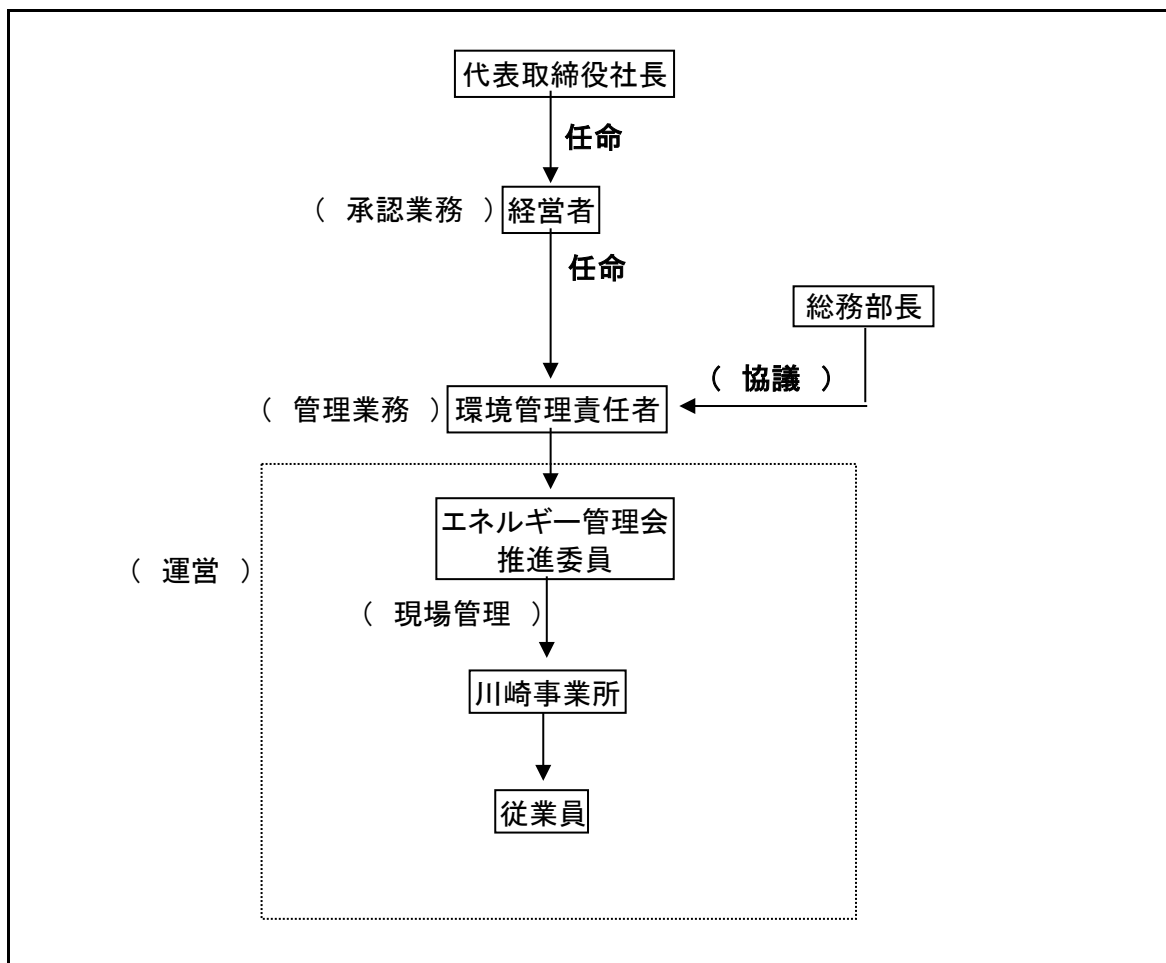 代表取締役社長
任命
（ 承認業務 ）経営者
任命
総務部長
（ 協議 ）
（ 管理業務 ）環境管理責任者
エネルギー管理会
推進委員
（ 運営 ）
（ 現場管理 ）
川崎事業所
従業員